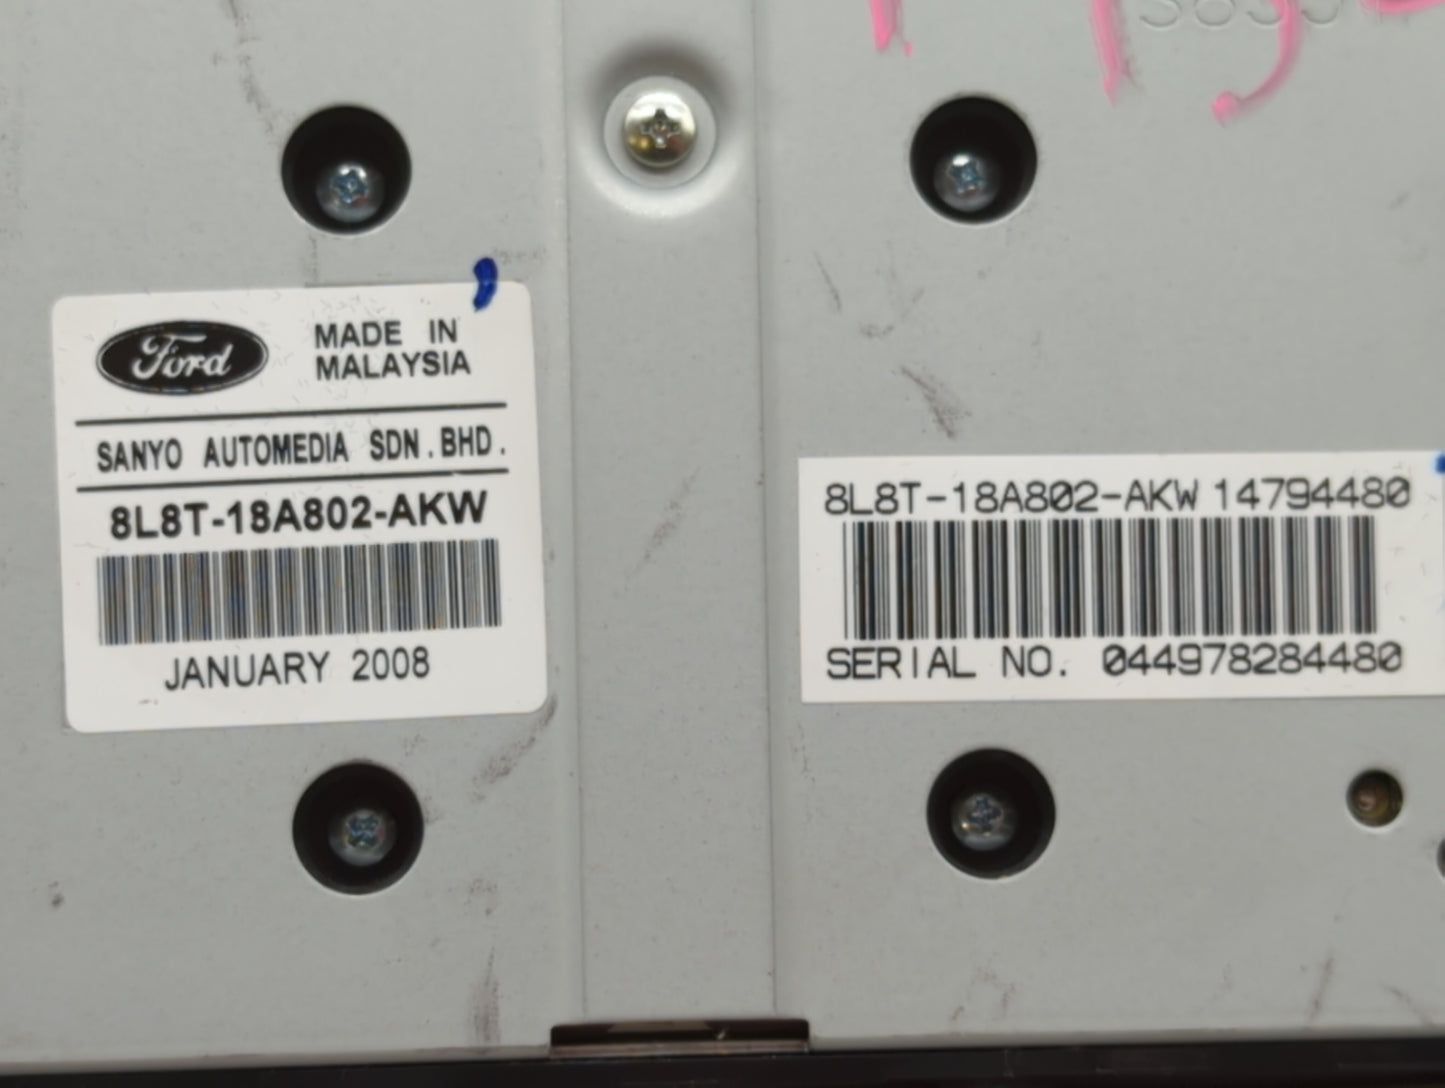 Ford
MADE IN
MALAYSIA
SANYO AUTOMEDIA SDN.BHD.
8L8T-18A802-AKW
JANUARY 2008
8L8T-18A802-AKW 14794480
SERIAL NO. 044978284480